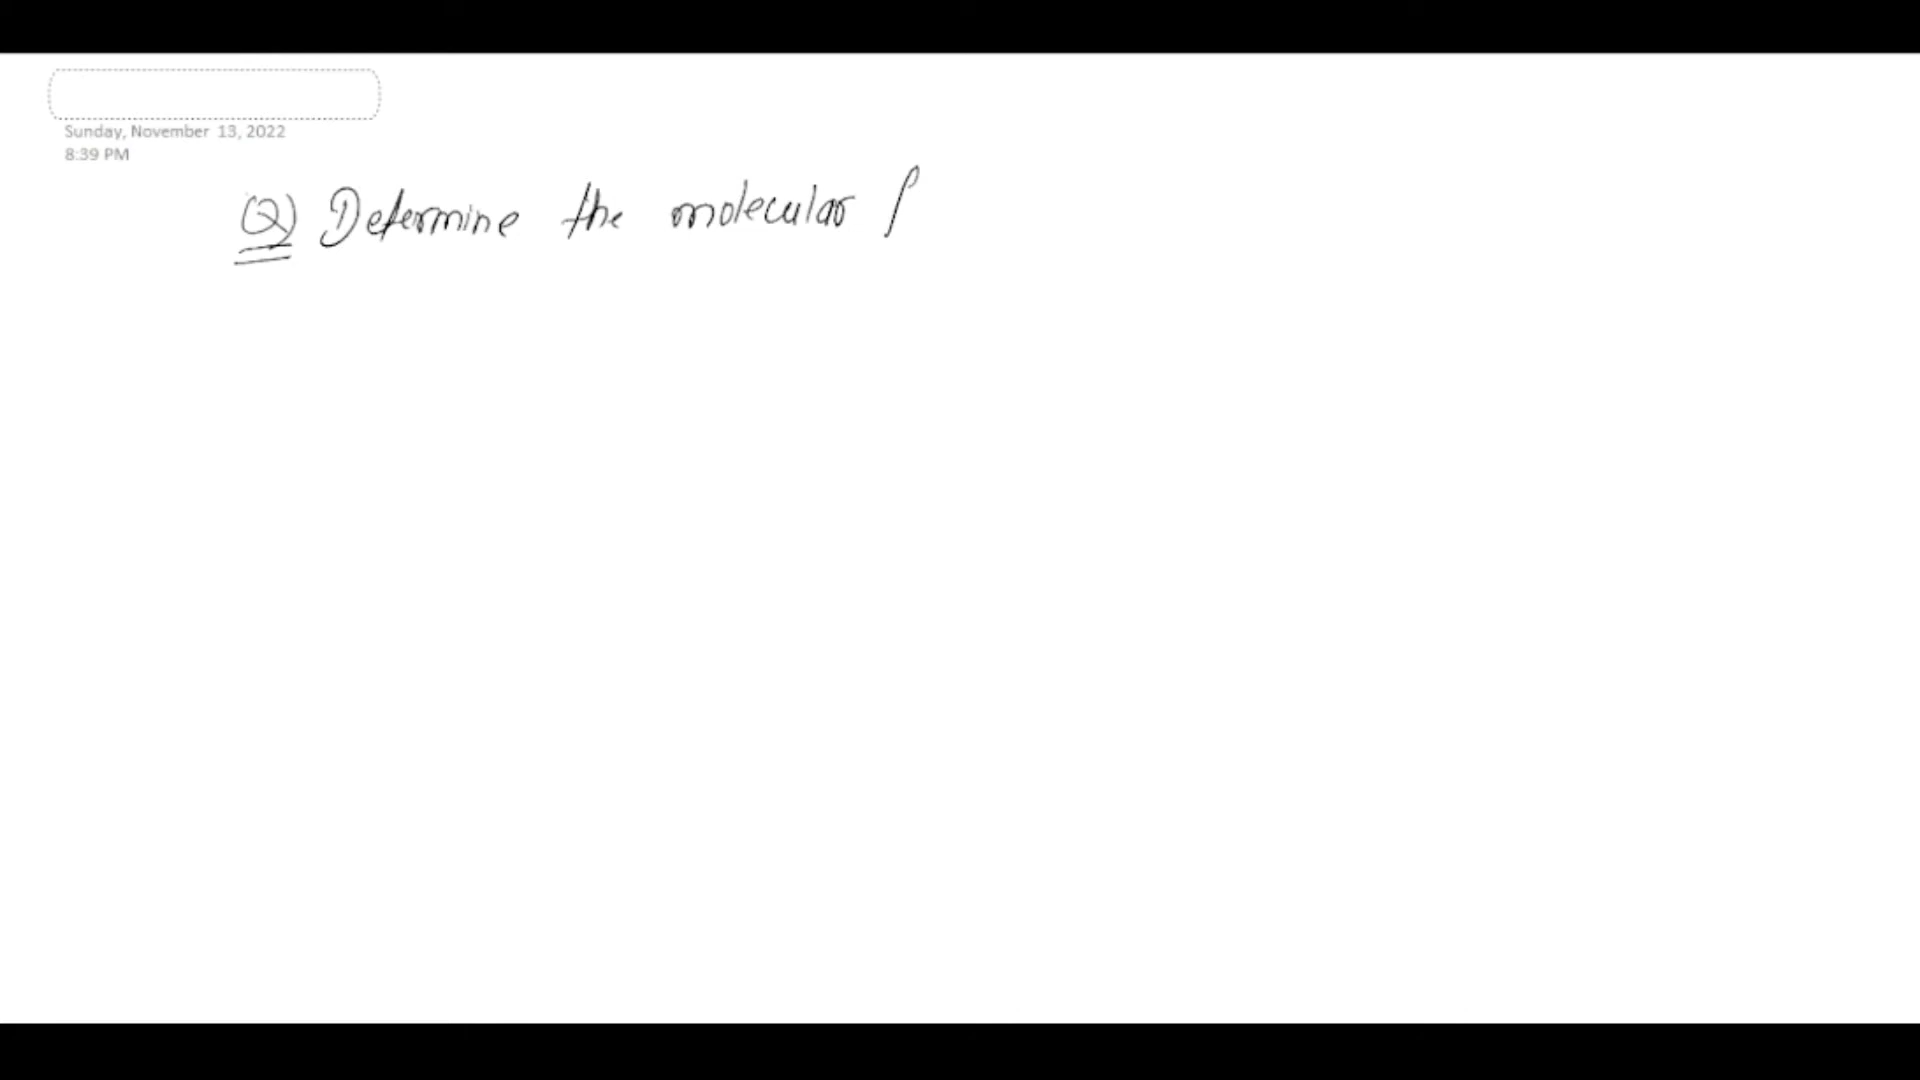 Sunday, November 13, 2022
8:39 PM
Q) Determine the molecular f